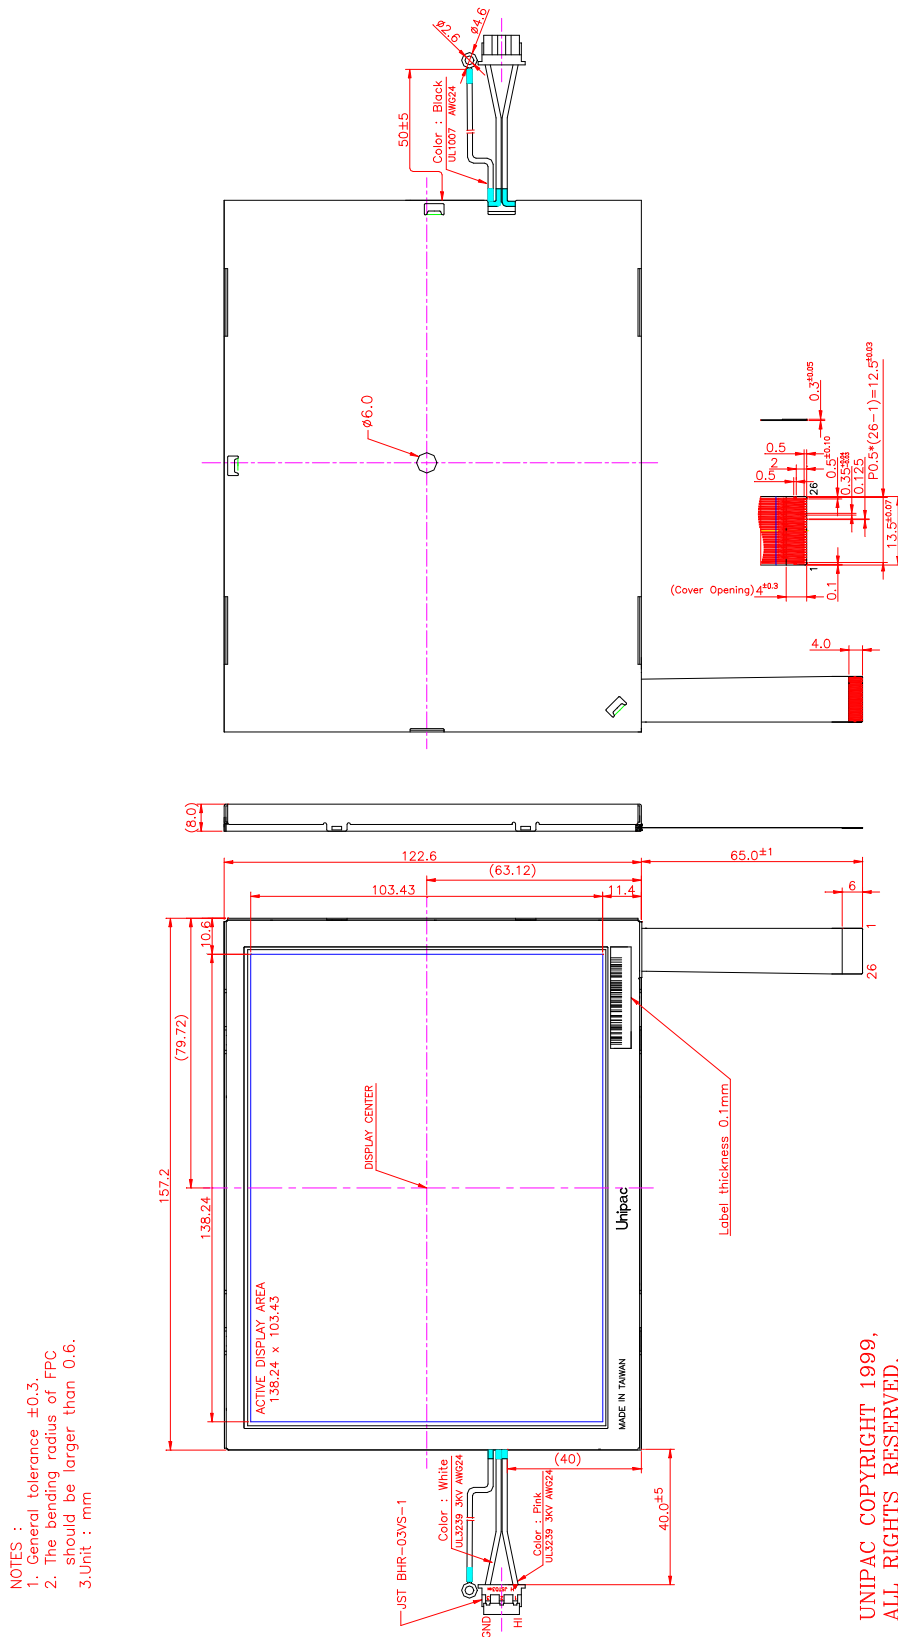 NOTES :
1. General tolerance ±0.3.
2. The bending radius of FPC
should be larger than 0.6.
3.Unit : mm
ø2.6
ø4.6
50±5
Color : Black
UL1007 AWG24
ø6.0
0.3±0.05
0.5
2
0.5
26
0.5±0.10
0.125
P0.5*(26-1)=12.5±0.03
13.5±0.07
1
(Cover Opening) 4±0.3
0.1
4.0
(8.0)
122.6
65.0±1
(63.12)
103.43
11.4
6
1
26
10.6
(79.72)
157.2
138.24
DISPLAY CENTER
Label thickness 0.1mm
Unipac
ACTIVE DISPLAY AREA
138.24 x 103.43
MADE IN TAIWAN
(40)
40.0±5
Color : White
UL3239 3KV AWG24
Color : Pink
UL3239 3KV AWG24
JST BHR-03VS-1
GND
HI
UNIPAC COPYRIGHT 1999,
ALL RIGHTS RESERVED.